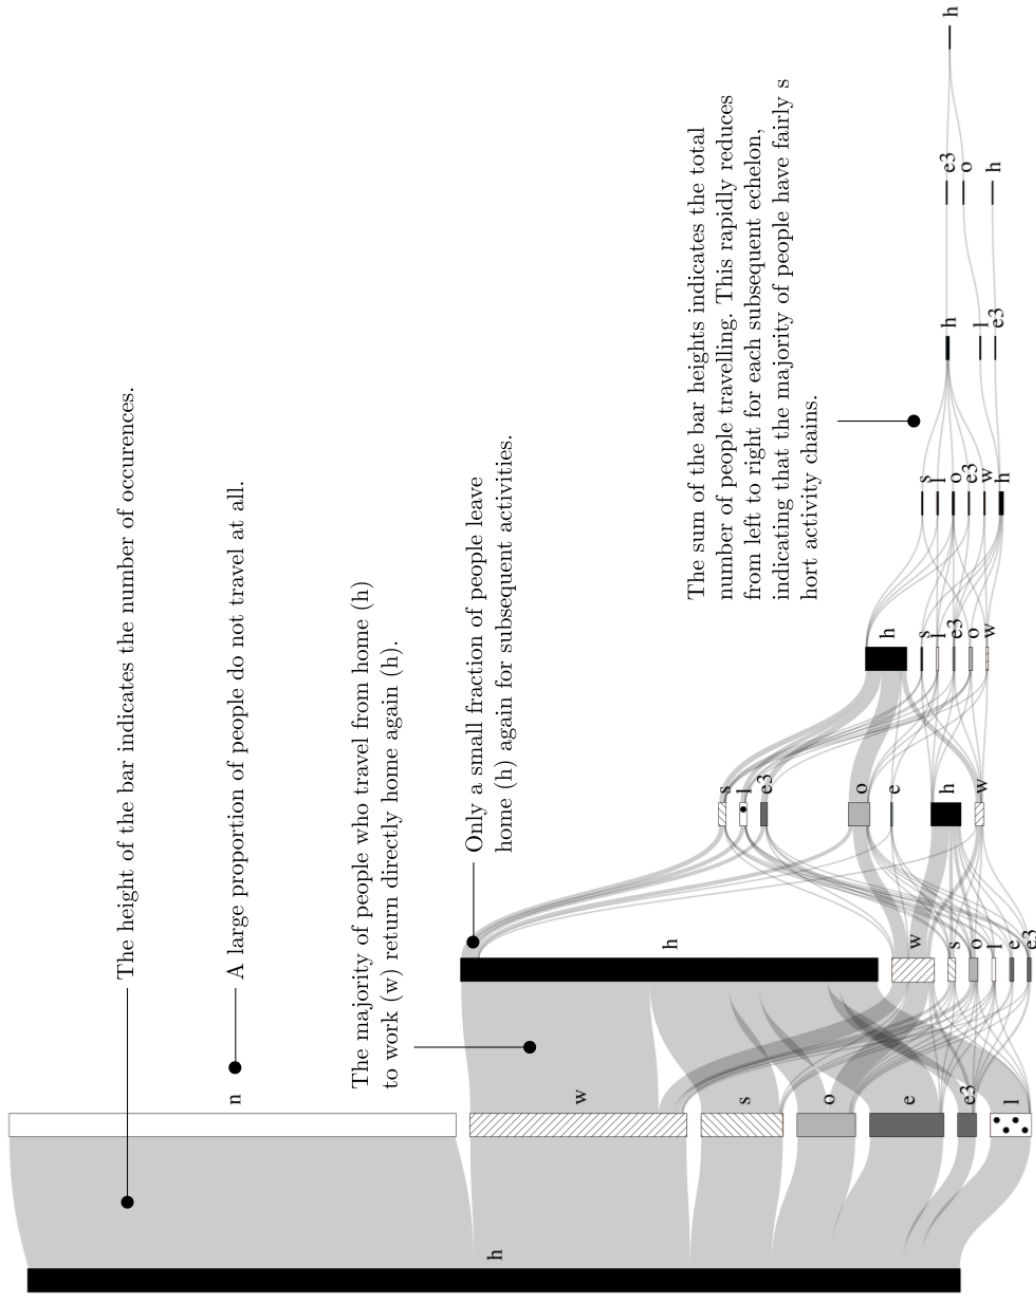 The height of the bar indicates the number of occurences.
A large proportion of people do not travel at all.
The majority of people who travel from home (h)
to work (w) return directly home again (h).
Only a small fraction of people leave
home (h) again for subsequent activities.
The sum of the bar heights indicates the total
number of people travelling. This rapidly reduces
from left to right for each subsequent echelon,
indicating that the majority of people have fairly s
hort activity chains.
h
n
w
s
o
e
e3
l
h
w
s
o
l
e
e3
s
l
e3
o
e
h
w
h
s
l
e3
o
w
s
l
o
e3
w
h
h
l
e3
e3
o
h
h